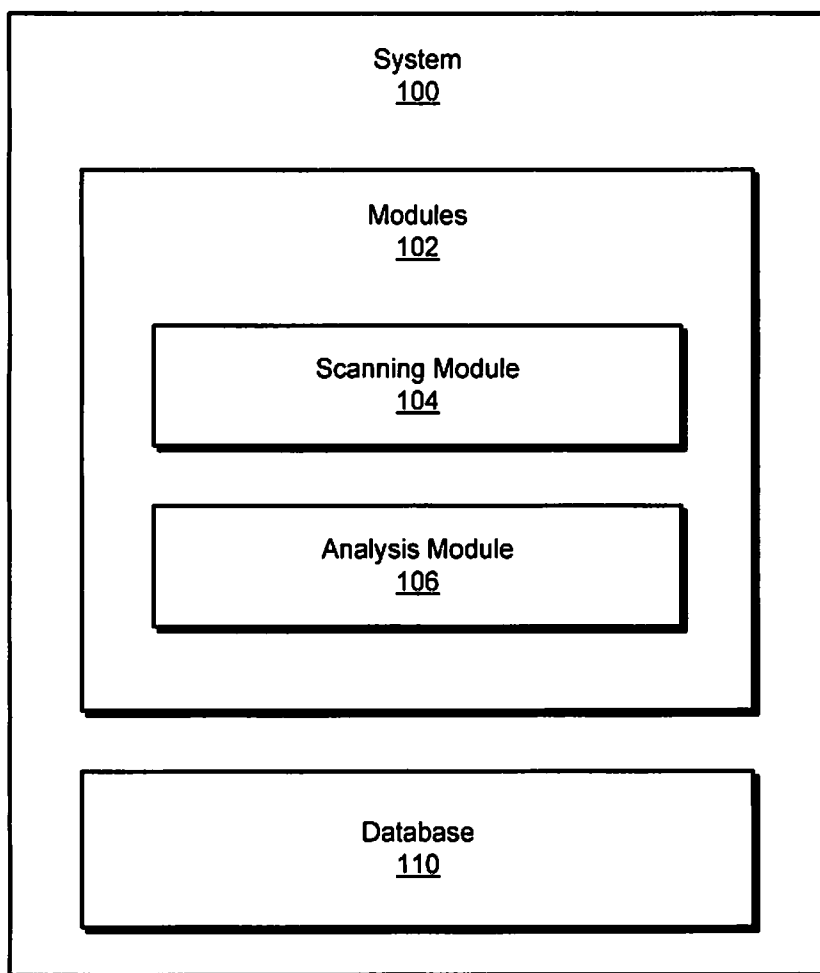 System
100
Modules
102
Scanning Module
104
Analysis Module
106
Database
110